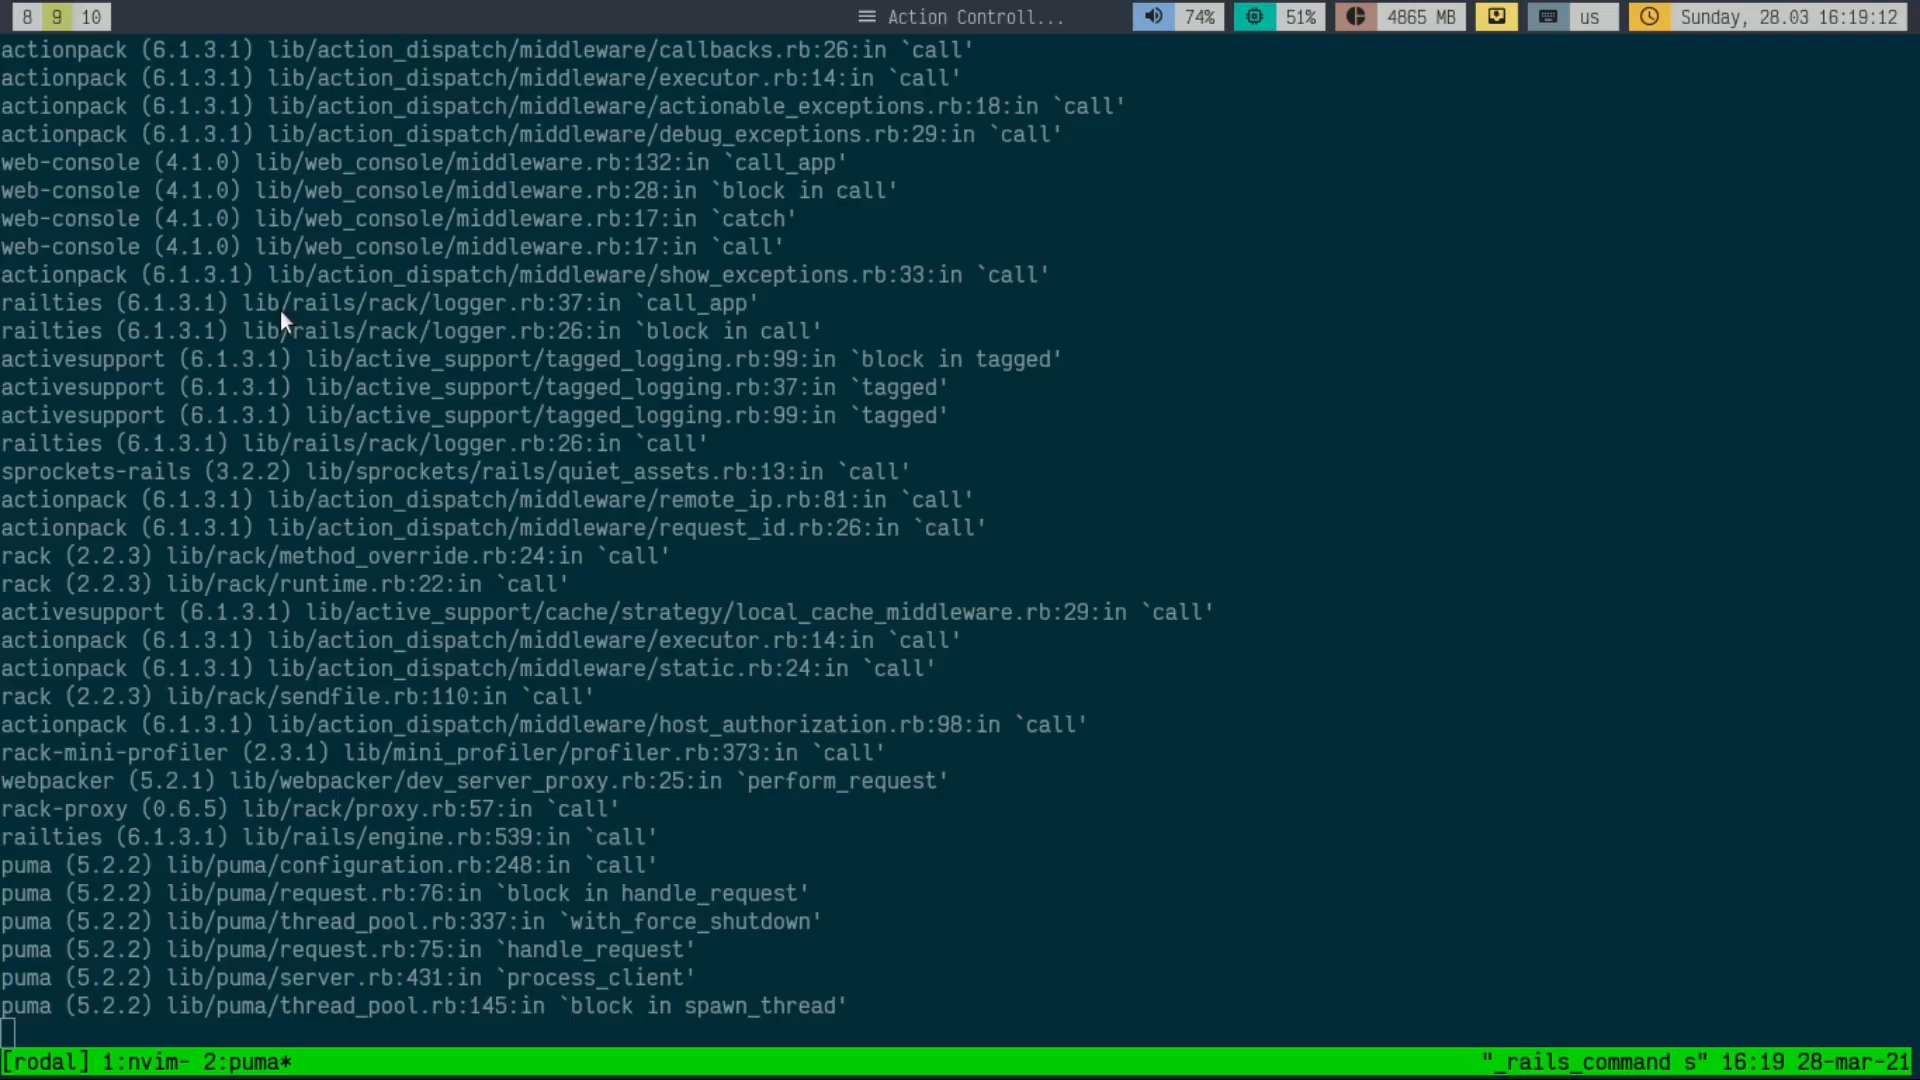 8 9 10 Action Controll... 74% 51% 4865 MB us Sunday, 28.03 16:19:12
actionpack (6.1.3.1) lib/action_dispatch/middleware/callbacks.rb:26:in `call'
actionpack (6.1.3.1) lib/action_dispatch/middleware/executor.rb:14:in `call'
actionpack (6.1.3.1) lib/action_dispatch/middleware/actionable_exceptions.rb:18:in `call'
actionpack (6.1.3.1) lib/action_dispatch/middleware/debug_exceptions.rb:29:in `call'
web-console (4.1.0) lib/web_console/middleware.rb:132:in `call_app'
web-console (4.1.0) lib/web_console/middleware.rb:28:in `block in call'
web-console (4.1.0) lib/web_console/middleware.rb:17:in `catch'
web-console (4.1.0) lib/web_console/middleware.rb:17:in `call'
actionpack (6.1.3.1) lib/action_dispatch/middleware/show_exceptions.rb:33:in `call'
railties (6.1.3.1) lib/rails/rack/logger.rb:37:in `call_app'
railties (6.1.3.1) lib/rails/rack/logger.rb:26:in `block in call'
activesupport (6.1.3.1) lib/active_support/tagged_logging.rb:99:in `block in tagged'
activesupport (6.1.3.1) lib/active_support/tagged_logging.rb:37:in `tagged'
activesupport (6.1.3.1) lib/active_support/tagged_logging.rb:99:in `tagged'
railties (6.1.3.1) lib/rails/rack/logger.rb:26:in `call'
sprockets-rails (3.2.2) lib/sprockets/rails/quiet_assets.rb:13:in `call'
actionpack (6.1.3.1) lib/action_dispatch/middleware/remote_ip.rb:81:in `call'
actionpack (6.1.3.1) lib/action_dispatch/middleware/request_id.rb:26:in `call'
rack (2.2.3) lib/rack/method_override.rb:24:in `call'
rack (2.2.3) lib/rack/runtime.rb:22:in `call'
activesupport (6.1.3.1) lib/active_support/cache/strategy/local_cache_middleware.rb:29:in `call'
actionpack (6.1.3.1) lib/action_dispatch/middleware/executor.rb:14:in `call'
actionpack (6.1.3.1) lib/action_dispatch/middleware/static.rb:24:in `call'
rack (2.2.3) lib/rack/sendfile.rb:110:in `call'
actionpack (6.1.3.1) lib/action_dispatch/middleware/host_authorization.rb:98:in `call'
rack-mini-profiler (2.3.1) lib/mini_profiler/profiler.rb:373:in `call'
webpacker (5.2.1) lib/webpacker/dev_server_proxy.rb:25:in `perform_request'
rack-proxy (0.6.5) lib/rack/proxy.rb:57:in `call'
railties (6.1.3.1) lib/rails/engine.rb:539:in `call'
puma (5.2.2) lib/puma/configuration.rb:248:in `call'
puma (5.2.2) lib/puma/request.rb:76:in `block in handle_request'
puma (5.2.2) lib/puma/thread_pool.rb:337:in `with_force_shutdown'
puma (5.2.2) lib/puma/request.rb:75:in `handle_request'
puma (5.2.2) lib/puma/server.rb:431:in `process_client'
puma (5.2.2) lib/puma/thread_pool.rb:145:in `block in spawn_thread'
[rodal] 1:nvim- 2:puma* "_rails_command s" 16:19 28-mar-21